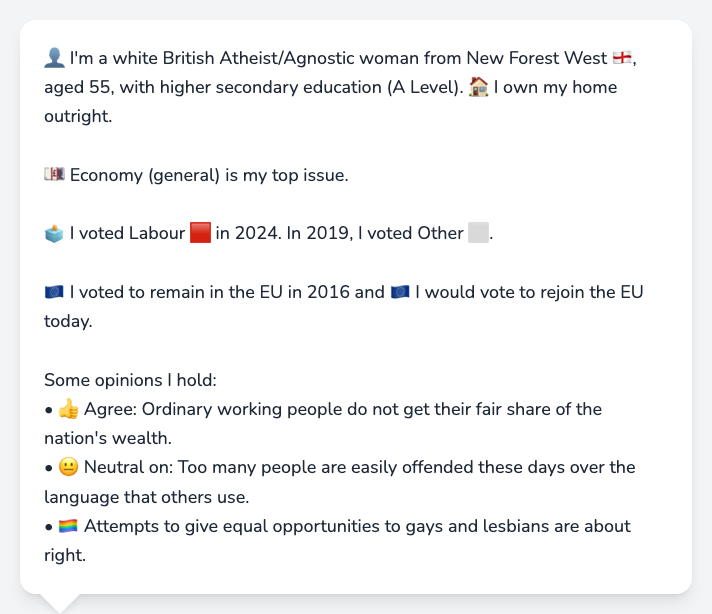 👤 I'm a white British Atheist/Agnostic woman from New Forest West 🏴󠁧󠁢󠁥󠁮󠁧󠁿,
aged 55, with higher secondary education (A Level). 🏠 I own my home
outright.
💷 Economy (general) is my top issue.
🗳️ I voted Labour 🟥 in 2024. In 2019, I voted Other ⬜.
🇪🇺 I voted to remain in the EU in 2016 and 🇪🇺 I would vote to rejoin the EU
today.
Some opinions I hold:
• 👍 Agree: Ordinary working people do not get their fair share of the
nation's wealth.
• 😐 Neutral on: Too many people are easily offended these days over the
language that others use.
• 🏳️‍🌈 Attempts to give equal opportunities to gays and lesbians are about
right.